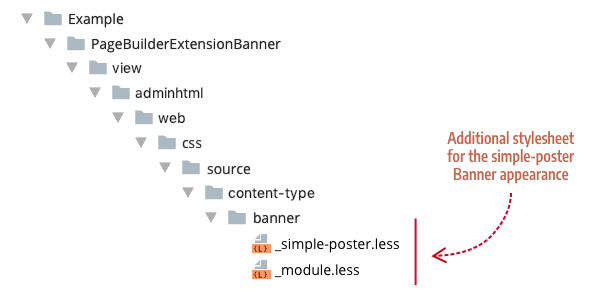 Example
PageBuilderExtensionBanner
view
adminhtml
web
css
source
content-type
banner
_simple-poster.less
{L}
_module.less
{L}
Additional stylesheet
for the simple-poster
Banner appearance